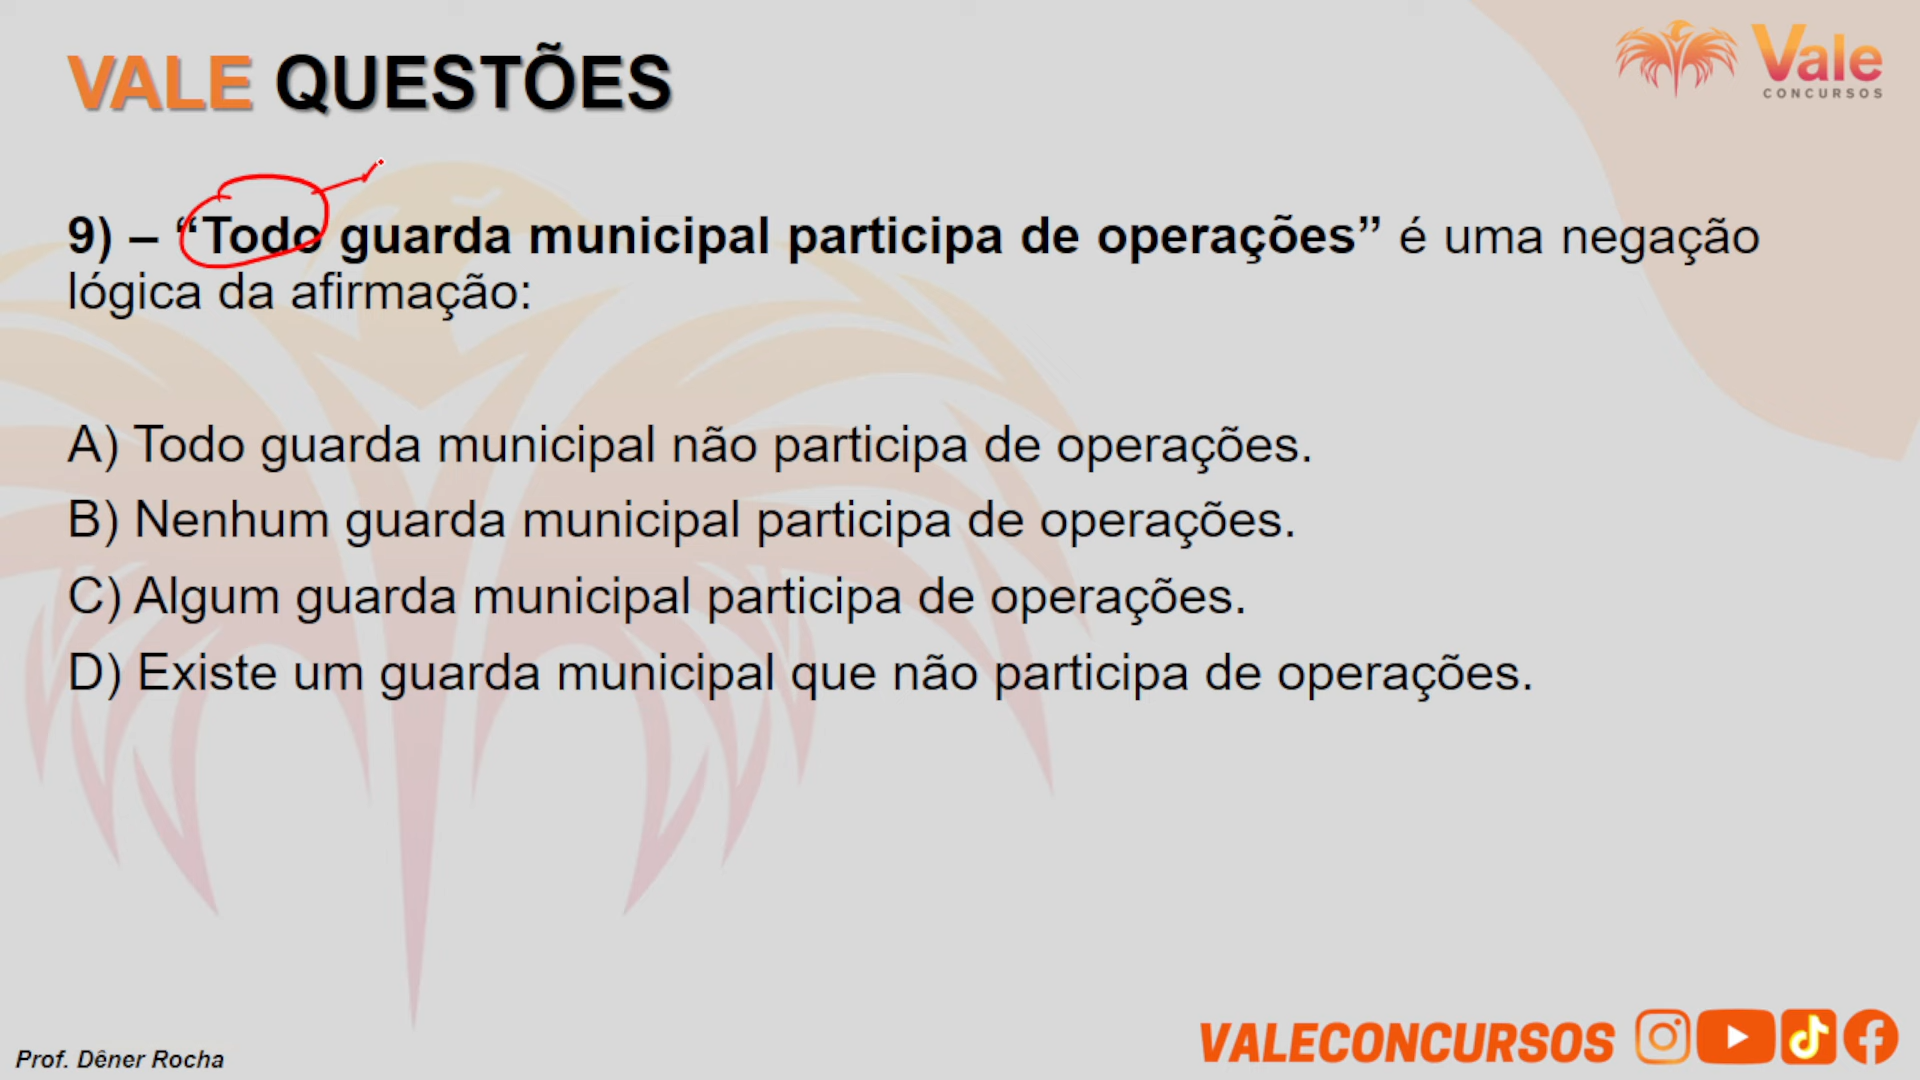 VALE QUESTÕES
Vale
CONCURSOS
9) – “Todo guarda municipal participa de operações” é uma negação
lógica da afirmação:
A) Todo guarda municipal não participa de operações.
B) Nenhum guarda municipal participa de operações.
C) Algum guarda municipal participa de operações.
D) Existe um guarda municipal que não participa de operações.
VALECONCURSOS
Prof. Dêner Rocha